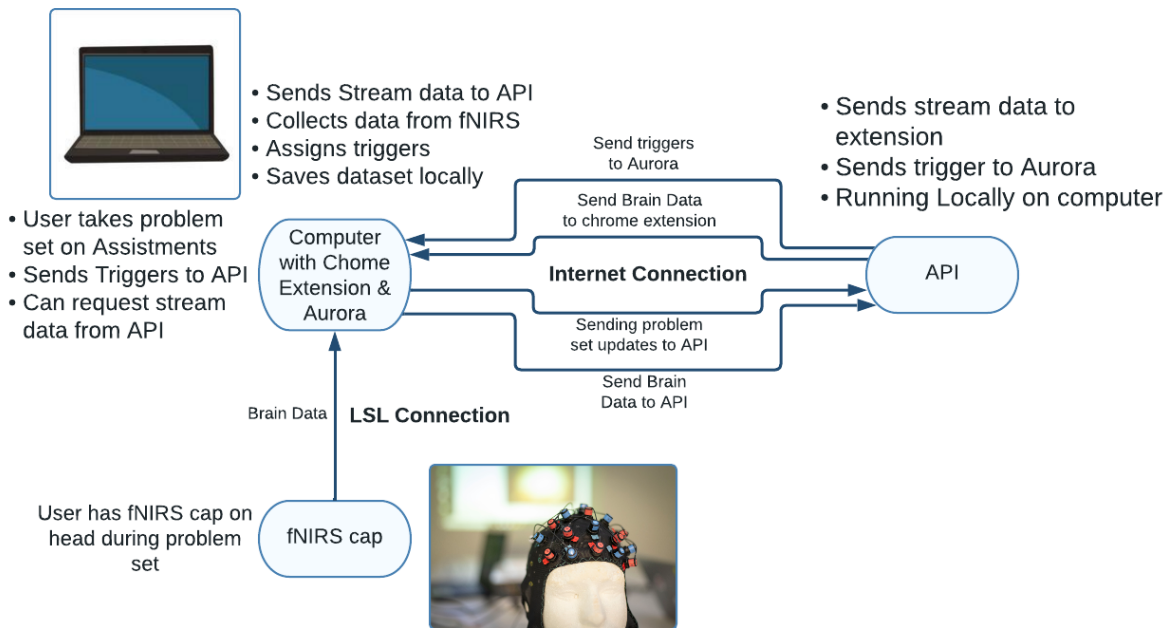 • Sends Stream data to API
• Collects data from fNIRS
• Assigns triggers
• Saves dataset locally
• User takes problem
set on Assistments
• Sends Triggers to API
• Can request stream
data from API
Computer
with Chome
Extension &
Aurora
Send triggers
to Aurora
Send Brain Data
to chrome extension
Internet Connection
Sending problem
set updates to API
Send Brain
Data to API
• Sends stream data to
extension
• Sends trigger to Aurora
• Running Locally on computer
API
Brain Data
LSL Connection
User has fNIRS cap on
head during problem
set
fNIRS cap